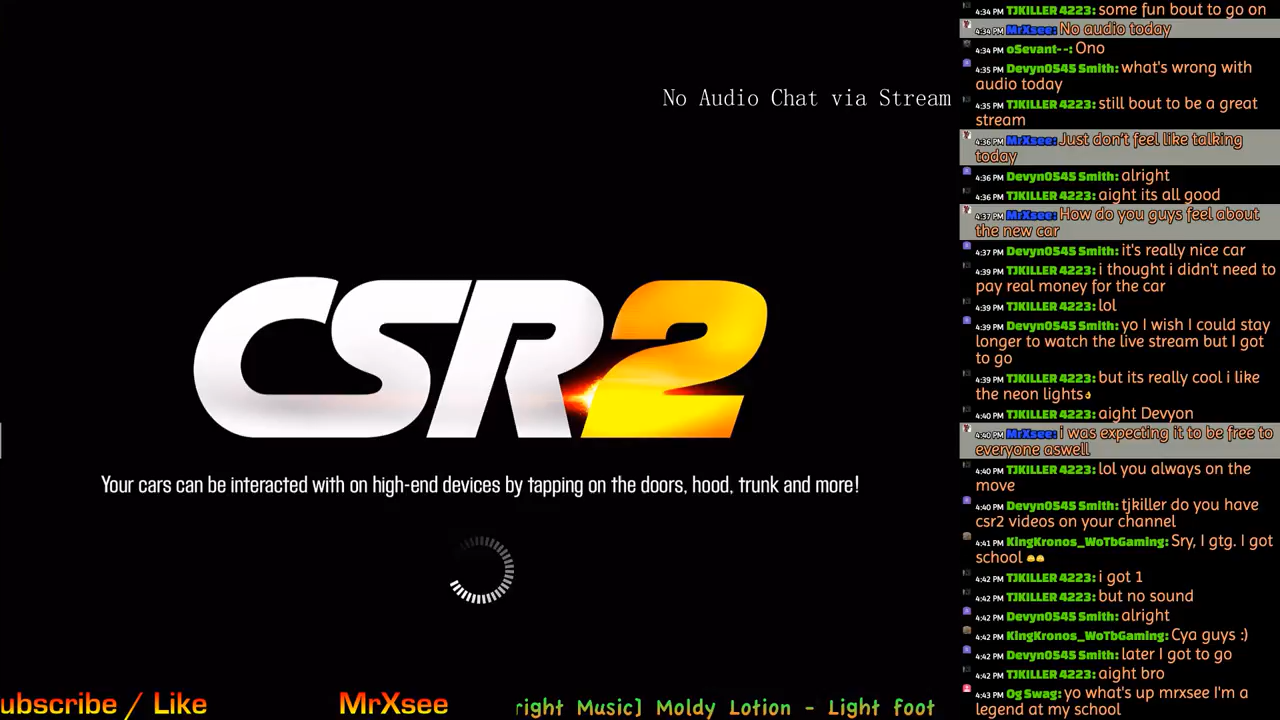 No Audio Chat via Stream
CSR2
Your cars can be interacted with on high-end devices by tapping on the doors, hood, trunk and more!
ubscribe / Like
MrXsee
right Music] Moldy Lotion - Light foot
4:34 PM TJKILLER 4223: some fun bout to go on
4:34 PM MrXsee: No audio today
4:34 PM oSevant--: Ono
4:35 PM Devyn0545 Smith: what's wrong with
audio today
4:35 PM TJKILLER 4223: still bout to be a great
stream
4:36 PM MrXsee: Just don't feel like talking
today
4:36 PM Devyn0545 Smith: alright
4:36 PM TJKILLER 4223: aight its all good
4:37 PM MrXsee: How do you guys feel about
the new car
4:37 PM Devyn0545 Smith: it's really nice car
4:39 PM TJKILLER 4223: i thought i didn't need to
pay real money for the car
4:39 PM TJKILLER 4223: lol
4:39 PM Devyn0545 Smith: yo I wish I could stay
longer to watch the live stream but I got
to go
4:39 PM TJKILLER 4223: but its really cool i like
the neon lights
4:40 PM TJKILLER 4223: aight Devyon
4:40 PM MrXsee: i was expecting it to be free to
everyone aswell
4:40 PM TJKILLER 4223: lol you always on the
move
4:40 PM Devyn0545 Smith: tjkiller do you have
csr2 videos on your channel
4:41 PM KingKronos_WoTbGaming: Sry, I gtg. I got
school
4:42 PM TJKILLER 4223: i got 1
4:42 PM TJKILLER 4223: but no sound
4:42 PM Devyn0545 Smith: alright
4:42 PM KingKronos_WoTbGaming: Cya guys :)
4:42 PM Devyn0545 Smith: later I got to go
4:42 PM TJKILLER 4223: aight bro
4:43 PM Og Swag: yo what's up mrxsee I'm a
legend at my school